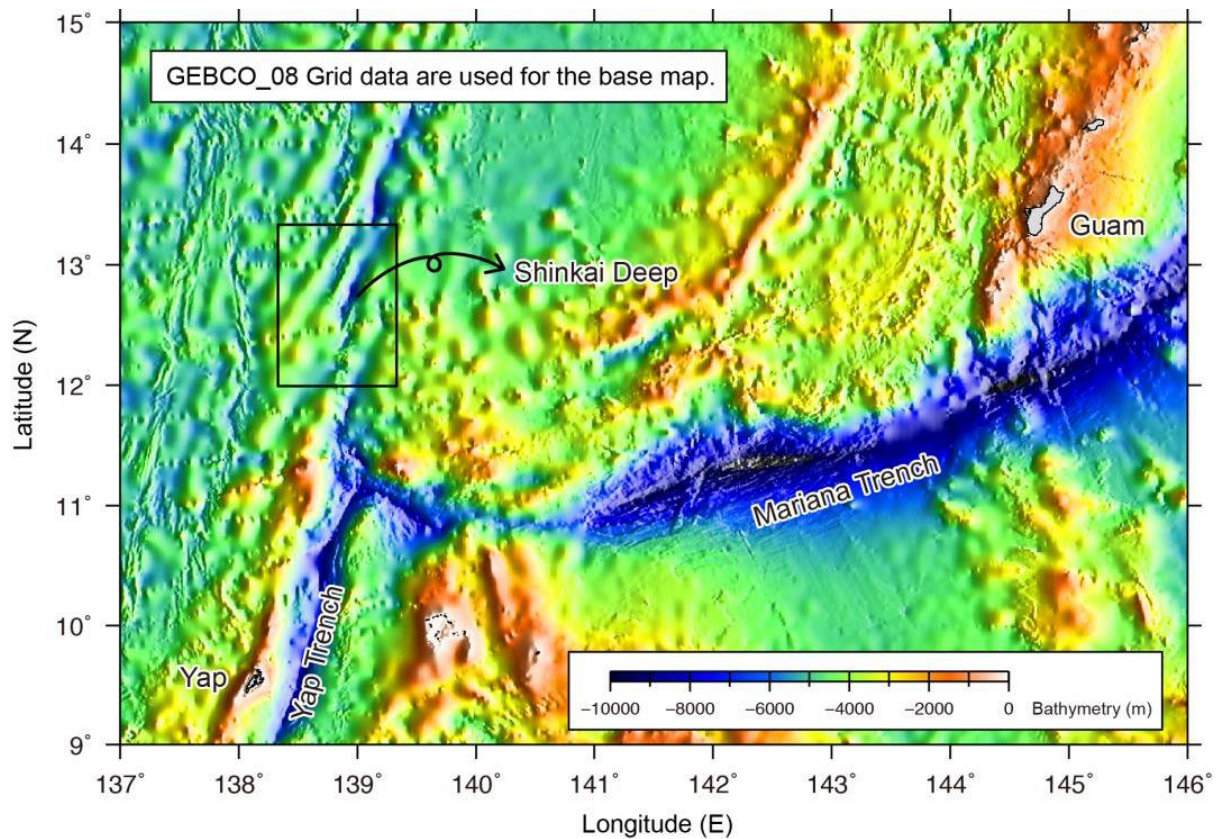 15˚
14˚
13˚
12˚
11˚
10˚
9˚
Latitude (N)
GEBCO_08 Grid data are used for the base map.
Guam
Shinkai Deep
Mariana Trench
Yap Trench
Yap
−10000 −8000 −6000 −4000 −2000 0 Bathymetry (m)
137˚ 138˚ 139˚ 140˚ 141˚ 142˚ 143˚ 144˚ 145˚ 146˚
Longitude (E)